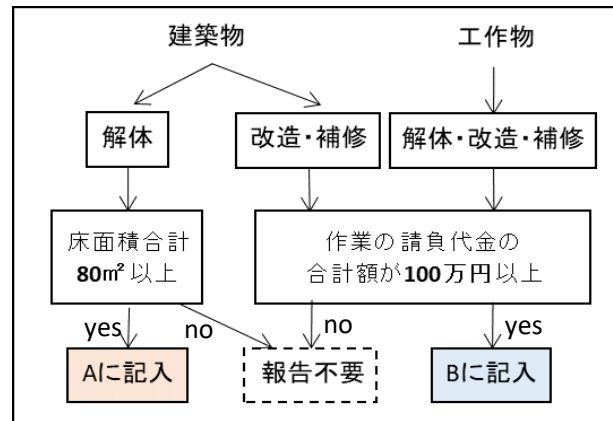 建築物
工作物
解体
改造・補修
解体・改造・補修
床面積合計
80㎡以上
作業の請負代金の
合計額が100万円以上
yes
no
no
yes
Aに記入
報告不要
Bに記入